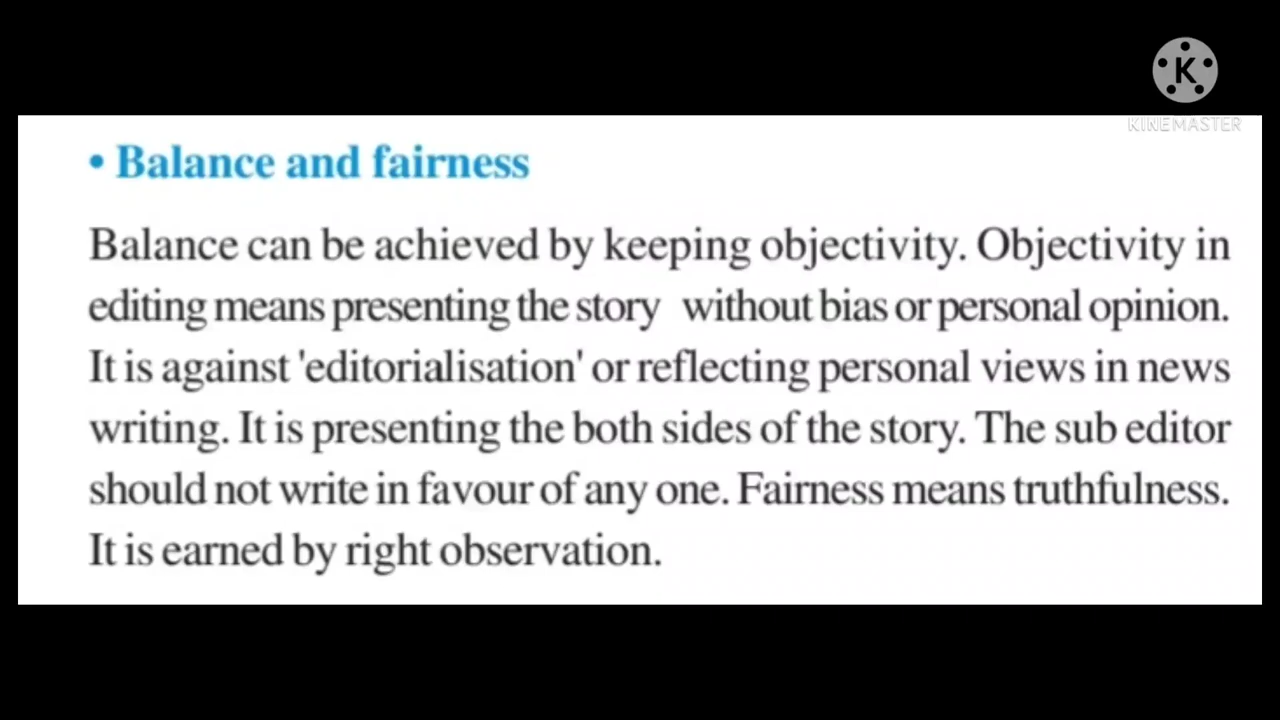 K
KINEMASTER
• Balance and fairness
Balance can be achieved by keeping objectivity. Objectivity in
editing means presenting the story without bias or personal opinion.
It is against 'editorialisation' or reflecting personal views in news
writing. It is presenting the both sides of the story. The sub editor
should not write in favour of any one. Fairness means truthfulness.
It is earned by right observation.